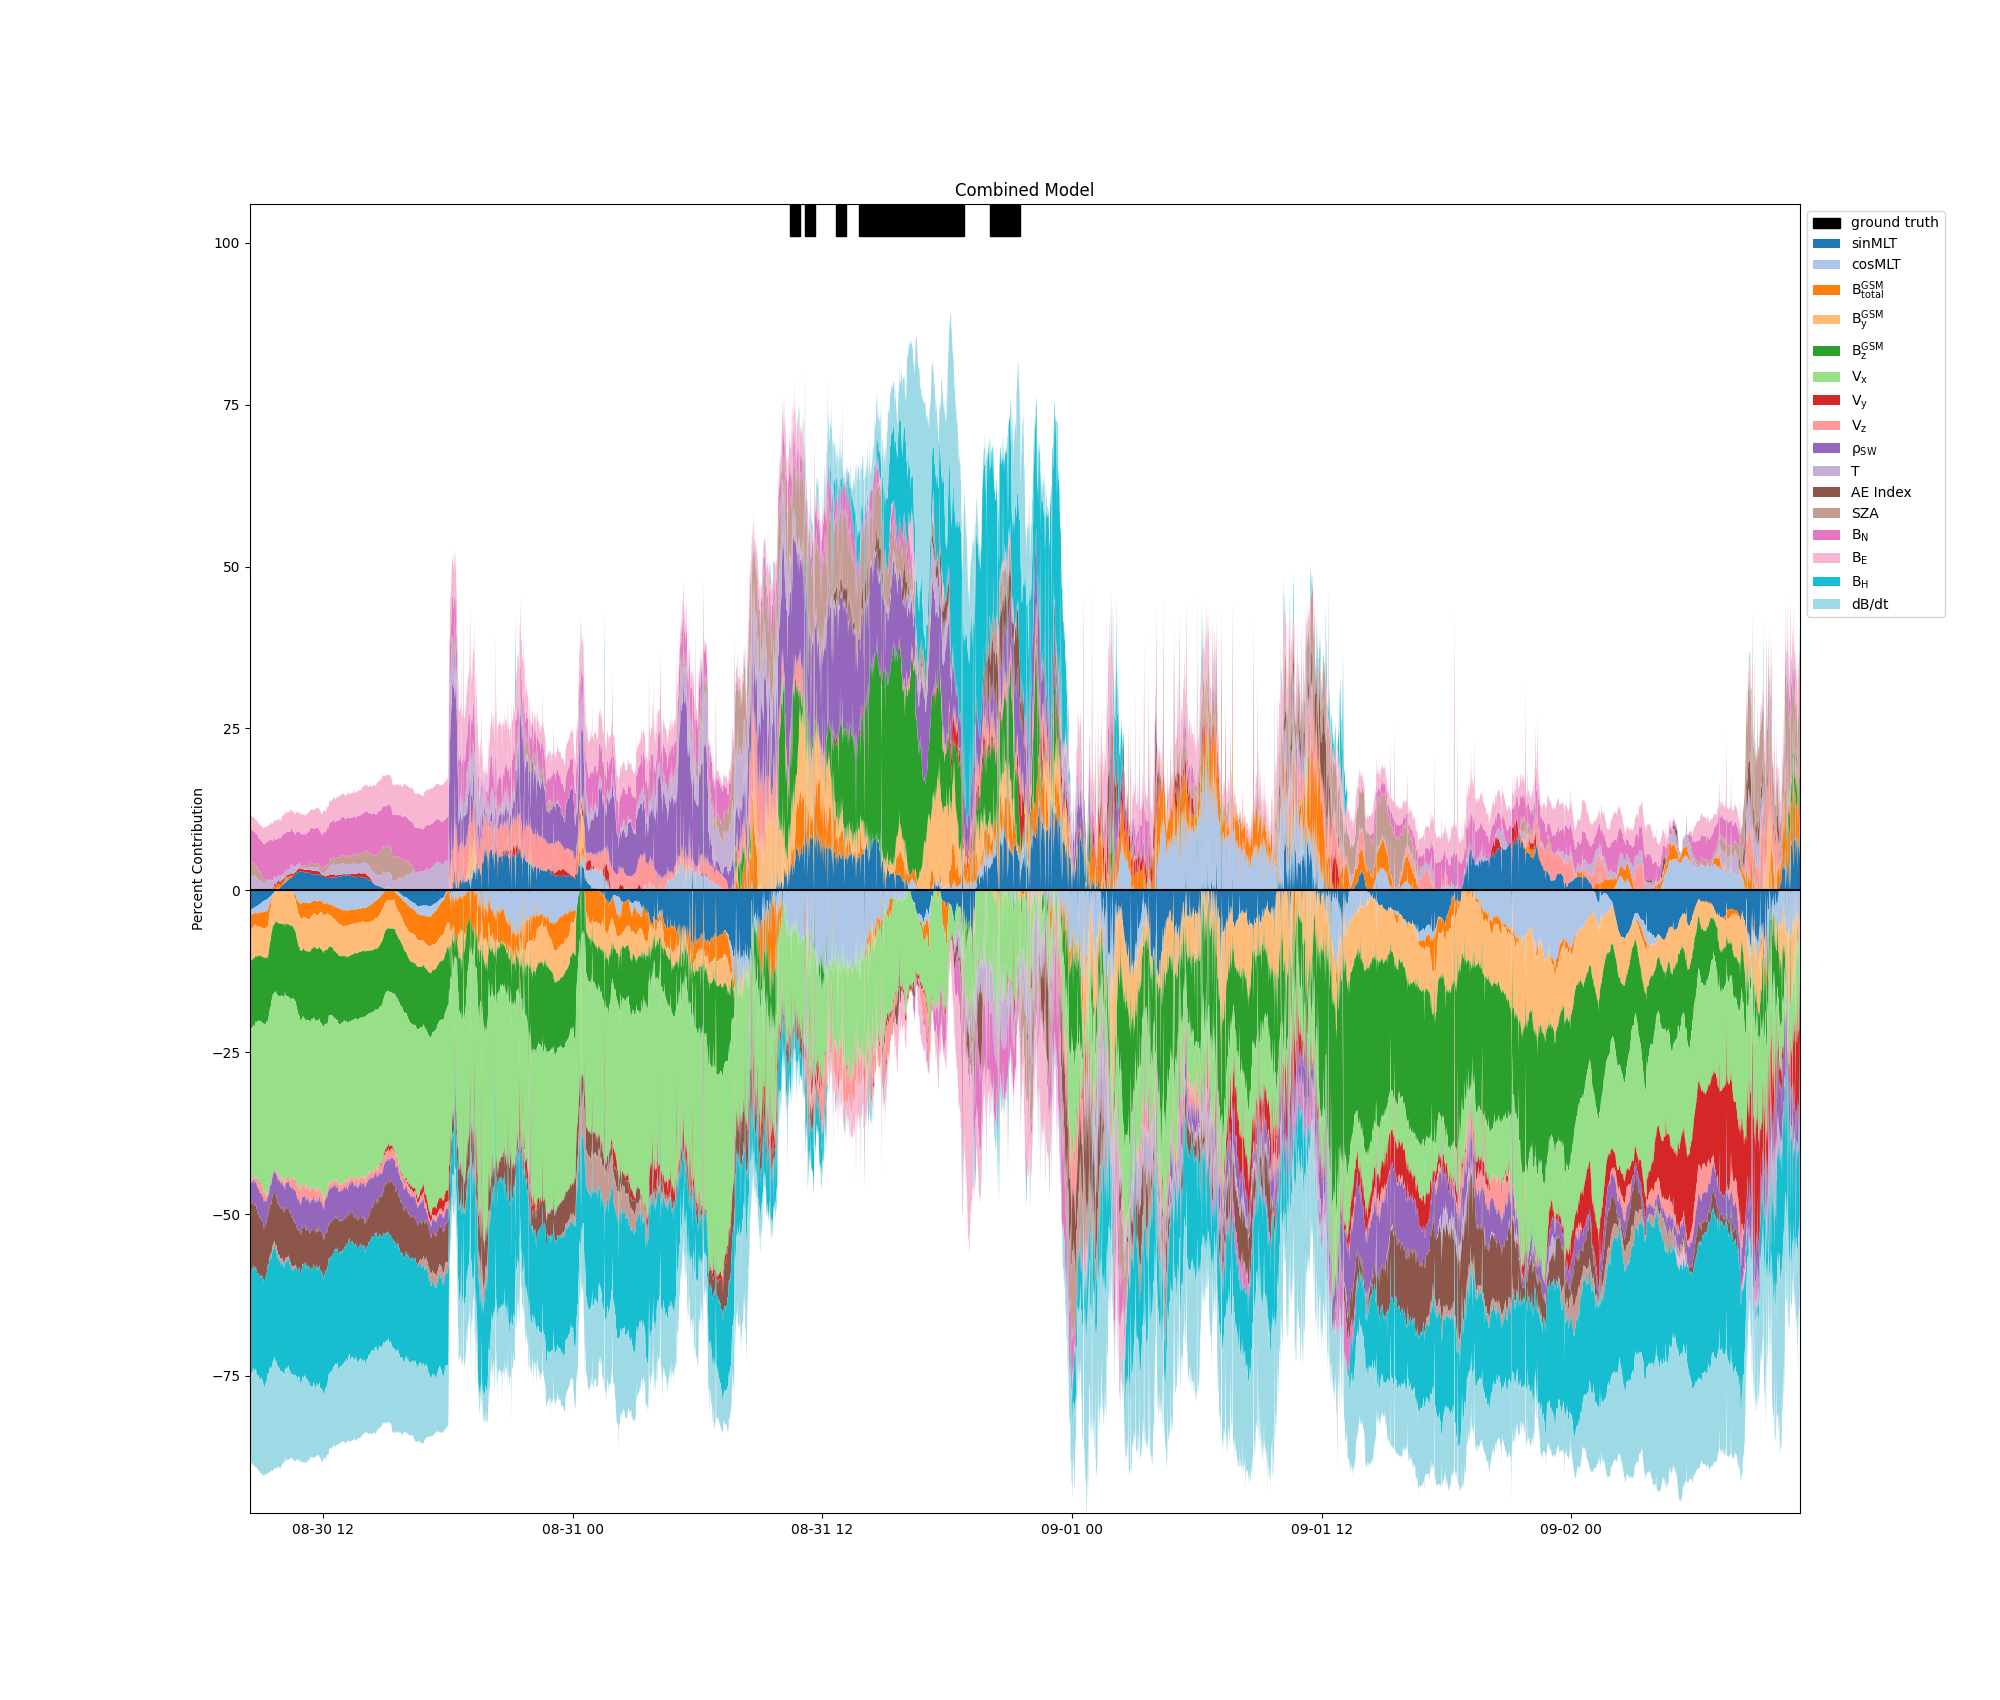 Combined Model
100
75
50
25
0
−25
−50
−75
Percent Contribution
08-30 12
08-31 00
08-31 12
09-01 00
09-01 12
09-02 00
ground truth
sinMLT
cosMLT
B_total^GSM
B_y^GSM
B_z^GSM
V_x
V_y
V_z
ρ_SW
T
AE Index
SZA
B_N
B_E
B_H
dB/dt